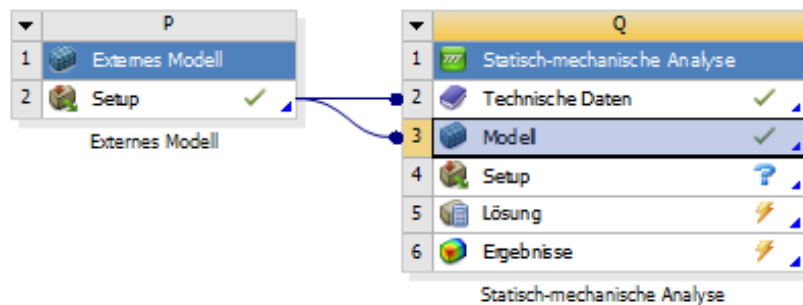 P
1 Externes Modell
2 Setup
Externes Modell
Q
1 Statisch-mechanische Analyse
2 Technische Daten
3 Modell
4 Setup
5 Lösung
6 Ergebnisse
Statisch-mechanische Analyse